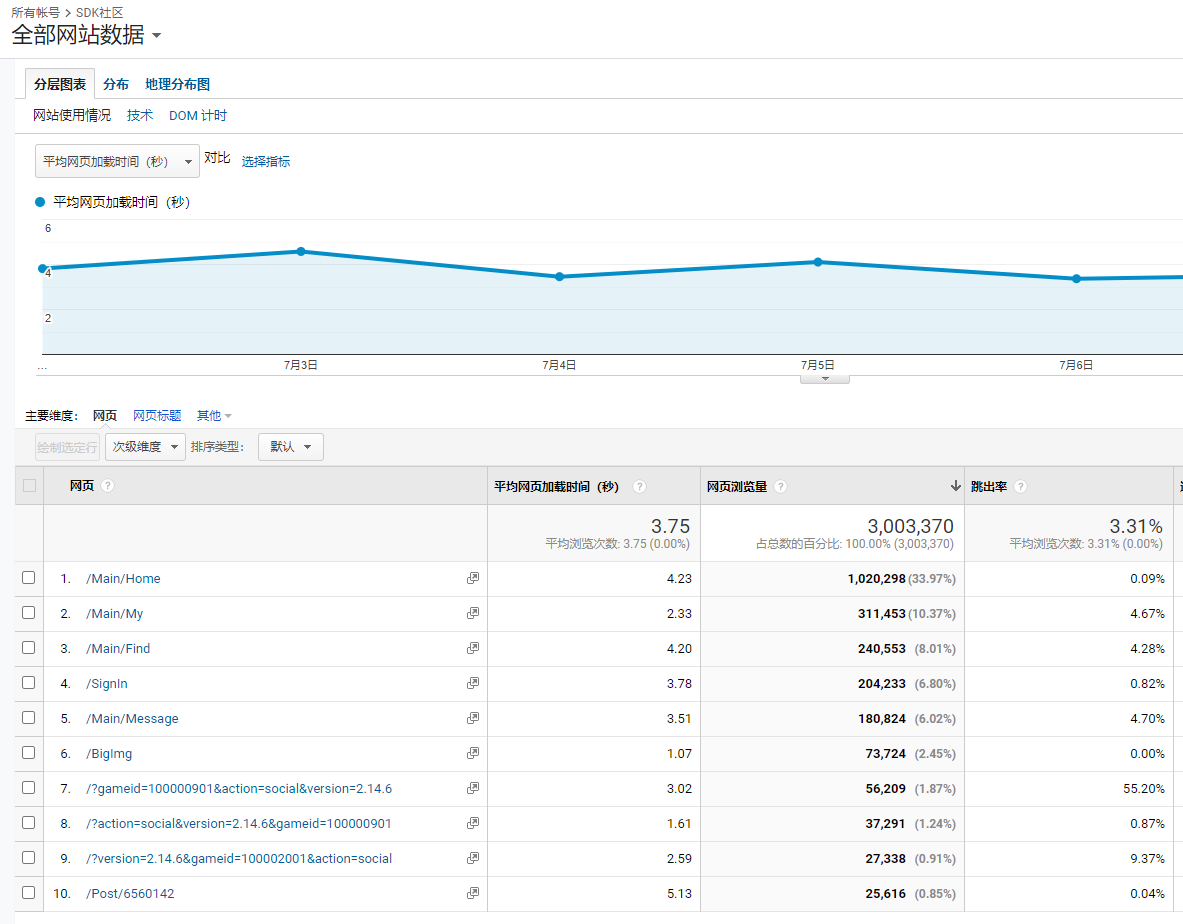 所有帐号 > SDK社区
全部网站数据
分层图表 分布 地理分布图
网站使用情况 技术 DOM 计时
平均网页加载时间（秒） 对比 选择指标
平均网页加载时间（秒）
6
4
2
... 7月3日 7月4日 7月5日 7月6日
主要维度： 网页 网页标题 其他
绘制选定行 次级维度 排序类型： 默认
网页 ? 平均网页加载时间（秒） ? 网页浏览量 ? 跳出率 ?
3.75 3,003,370 3.31%
平均浏览次数: 3.75 (0.00%) 占总数的百分比: 100.00% (3,003,370) 平均浏览次数: 3.31% (0.00%)
1. /Main/Home 4.23 1,020,298 (33.97%) 0.09%
2. /Main/My 2.33 311,453 (10.37%) 4.67%
3. /Main/Find 4.20 240,553 (8.01%) 4.28%
4. /SignIn 3.78 204,233 (6.80%) 0.82%
5. /Main/Message 3.51 180,824 (6.02%) 4.70%
6. /BigImg 1.07 73,724 (2.45%) 0.00%
7. /?gameid=100000901&action=social&version=2.14.6 3.02 56,209 (1.87%) 55.20%
8. /?action=social&version=2.14.6&gameid=100000901 1.61 37,291 (1.24%) 0.87%
9. /?version=2.14.6&gameid=100002001&action=social 2.59 27,338 (0.91%) 9.37%
10. /Post/6560142 5.13 25,616 (0.85%) 0.04%